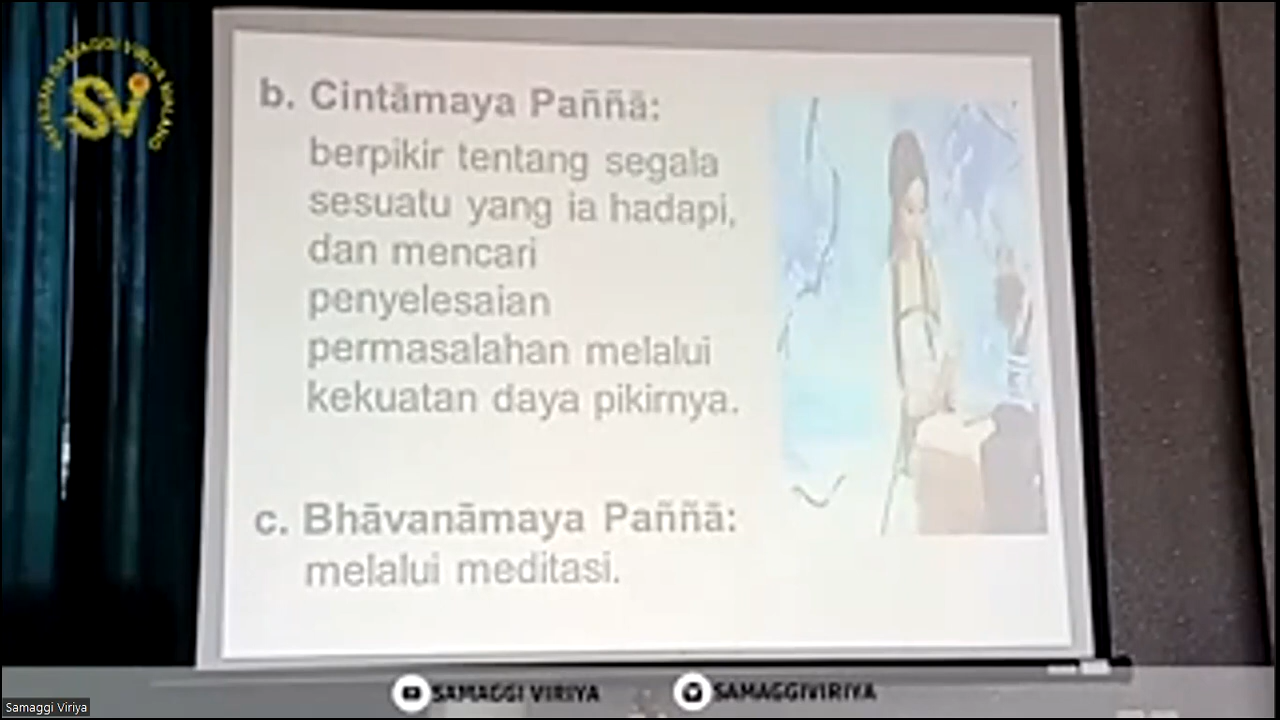 b. Cintāmaya Paññā:
berpikir tentang segala
sesuatu yang ia hadapi,
dan mencari
penyelesaian
permasalahan melalui
kekuatan daya pikirnya.
c. Bhāvanāmaya Paññā:
melalui meditasi.
SAMAGGI VIRIYA
SAMAGGIVIRIYA
Samaggi Viriya